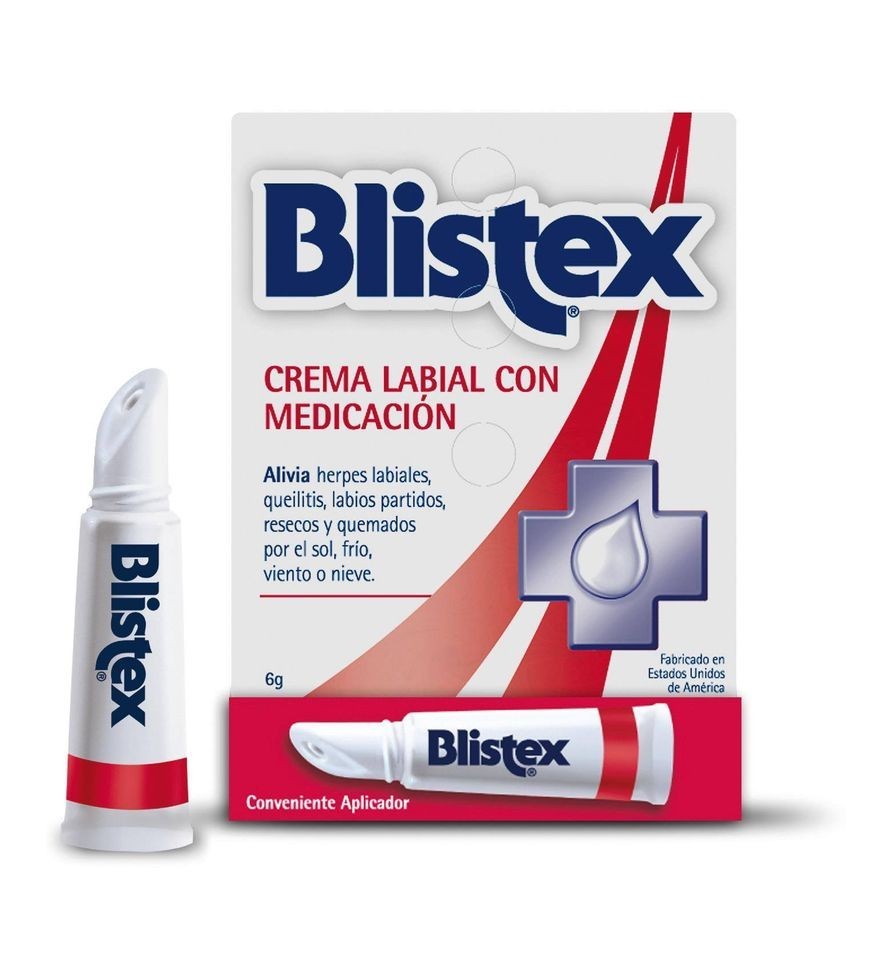 Blistex®
CREMA LABIAL CON
MEDICACIÓN
Alivia herpes labiales,
queilitis, labios partidos,
resecos y quemados
por el sol, frío,
viento o nieve.
6g
Fabricado en
Estados Unidos
de América
Blistex®
Conveniente Aplicador
Blistex®